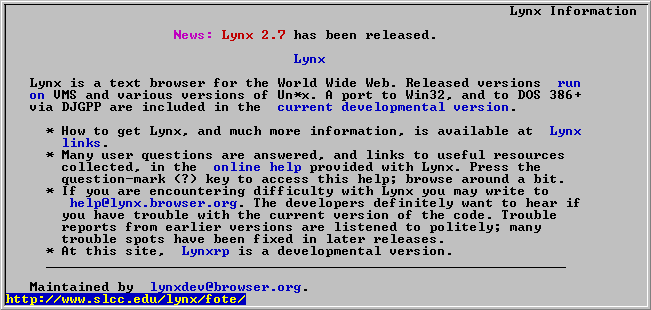 Lynx Information
News: Lynx 2.7 has been released.
Lynx
Lynx is a text browser for the World Wide Web. Released versions run
on VMS and various versions of Un*x. A port to Win32, and to DOS 386+
via DJGPP are included in the current developmental version.
* How to get Lynx, and much more information, is available at Lynx
links.
* Many user questions are answered, and links to useful resources
collected, in the online help provided with Lynx. Press the
question-mark (?) key to access this help; browse around a bit.
* If you are encountering difficulty with Lynx you may write to
help@lynx.browser.org. The developers definitely want to hear if
you have trouble with the current version of the code. Trouble
reports from earlier versions are listened to politely; many
trouble spots have been fixed in later releases.
* At this site, Lynxrp is a developmental version.
Maintained by lynxdev@browser.org.
http://www.slcc.edu/lynx/fote/